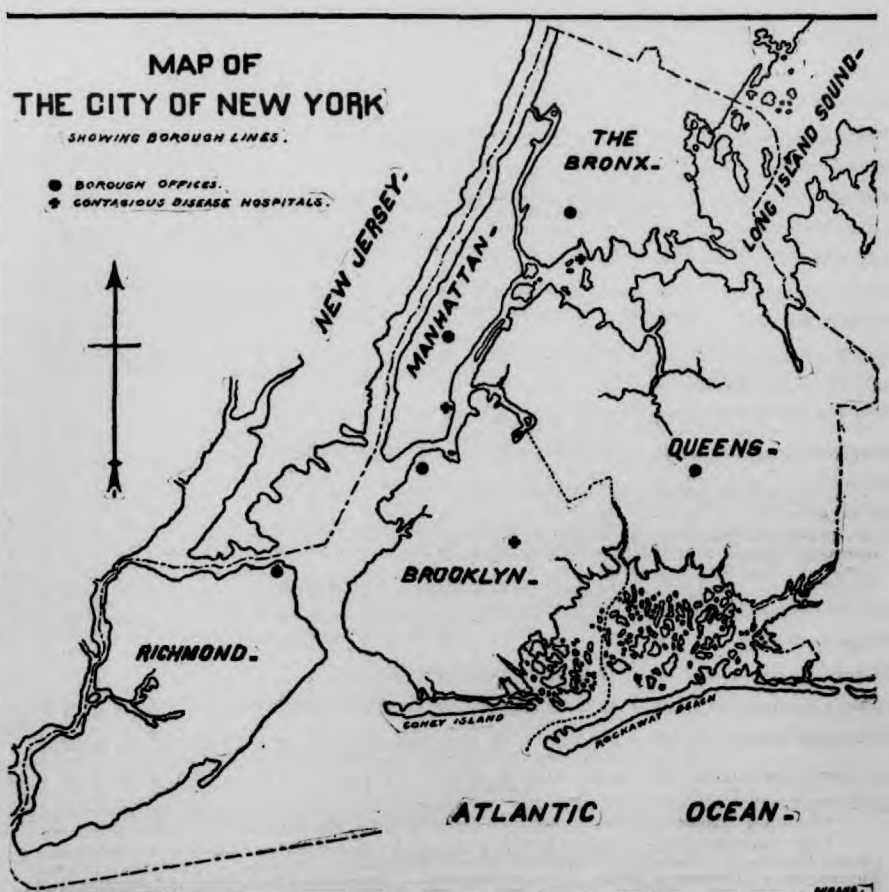 MAP OF
THE CITY OF NEW YORK
SHOWING BOROUGH LINES.
BOROUGH OFFICES.
CONTAGIOUS DISEASE HOSPITALS.
THE
BRONX.
LONG ISLAND SOUND.
NEW JERSEY.
MANHATTAN.
QUEENS.
BROOKLYN.
RICHMOND.
CONEY ISLAND
ROCKAWAY BEACH
ATLANTIC OCEAN.